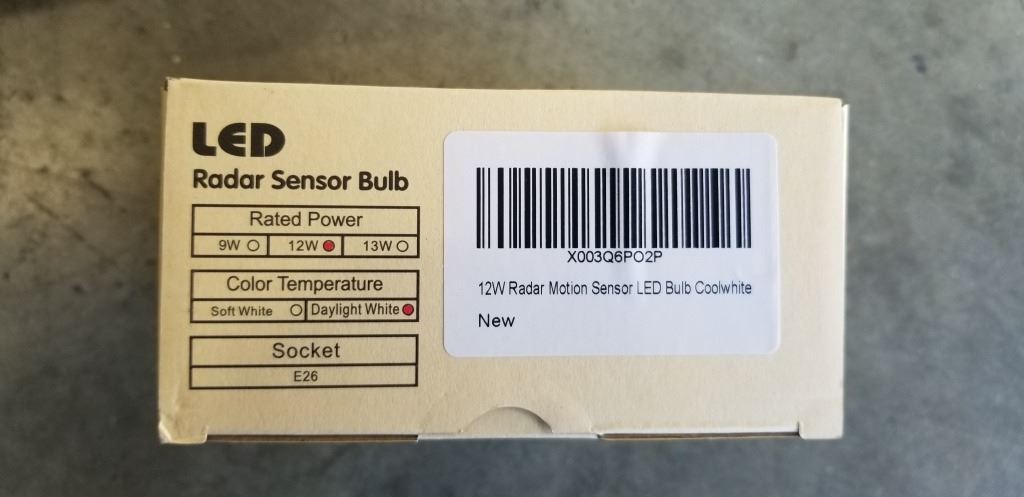 LED
Radar Sensor Bulb
Rated Power
9W 12W 13W
Color Temperature
Soft White Daylight White
Socket
E26
X003Q6PO2P
12W Radar Motion Sensor LED Bulb Coolwhite
New